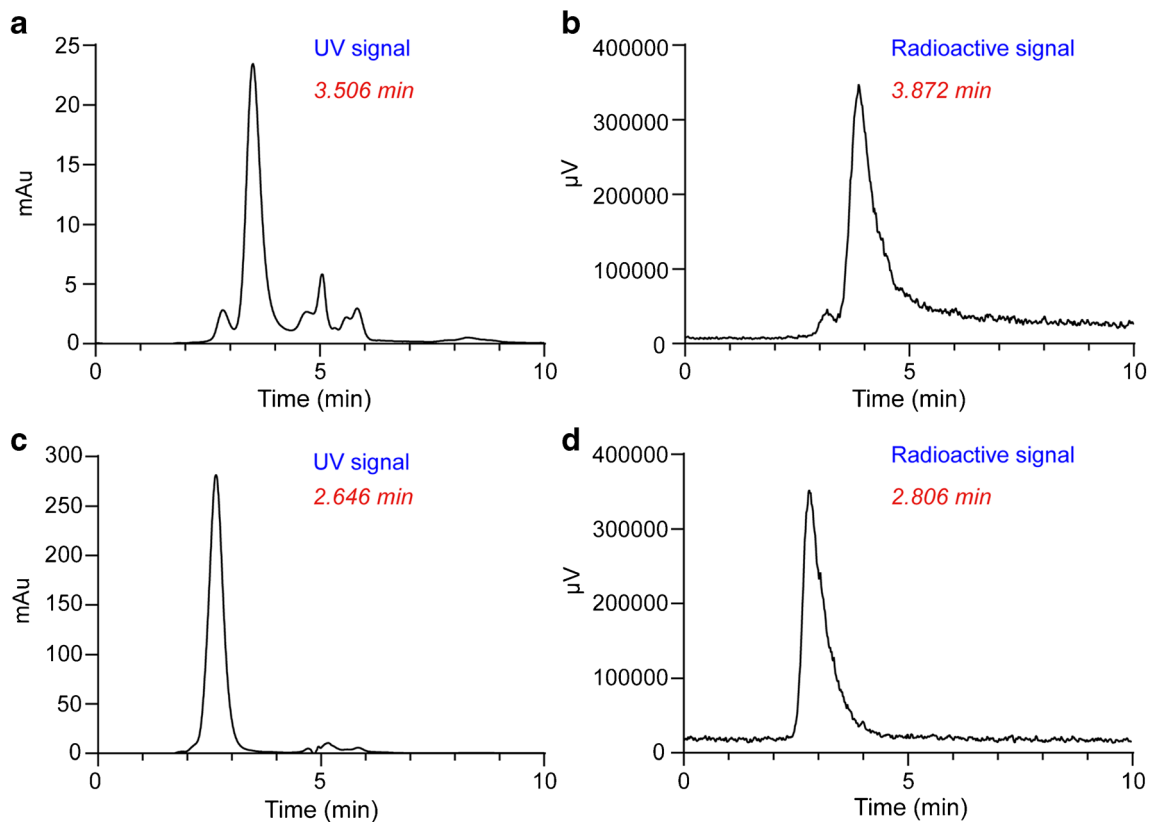 a
UV signal
3.506 min
25
20
15
10
5
0
mAu
0 5 10
Time (min)
b
Radioactive signal
3.872 min
400000
300000
200000
100000
0
µV
0 5 10
Time (min)
c
UV signal
2.646 min
300
250
200
150
100
50
0
mAu
0 5 10
Time (min)
d
Radioactive signal
2.806 min
400000
300000
200000
100000
0
µV
0 5 10
Time (min)